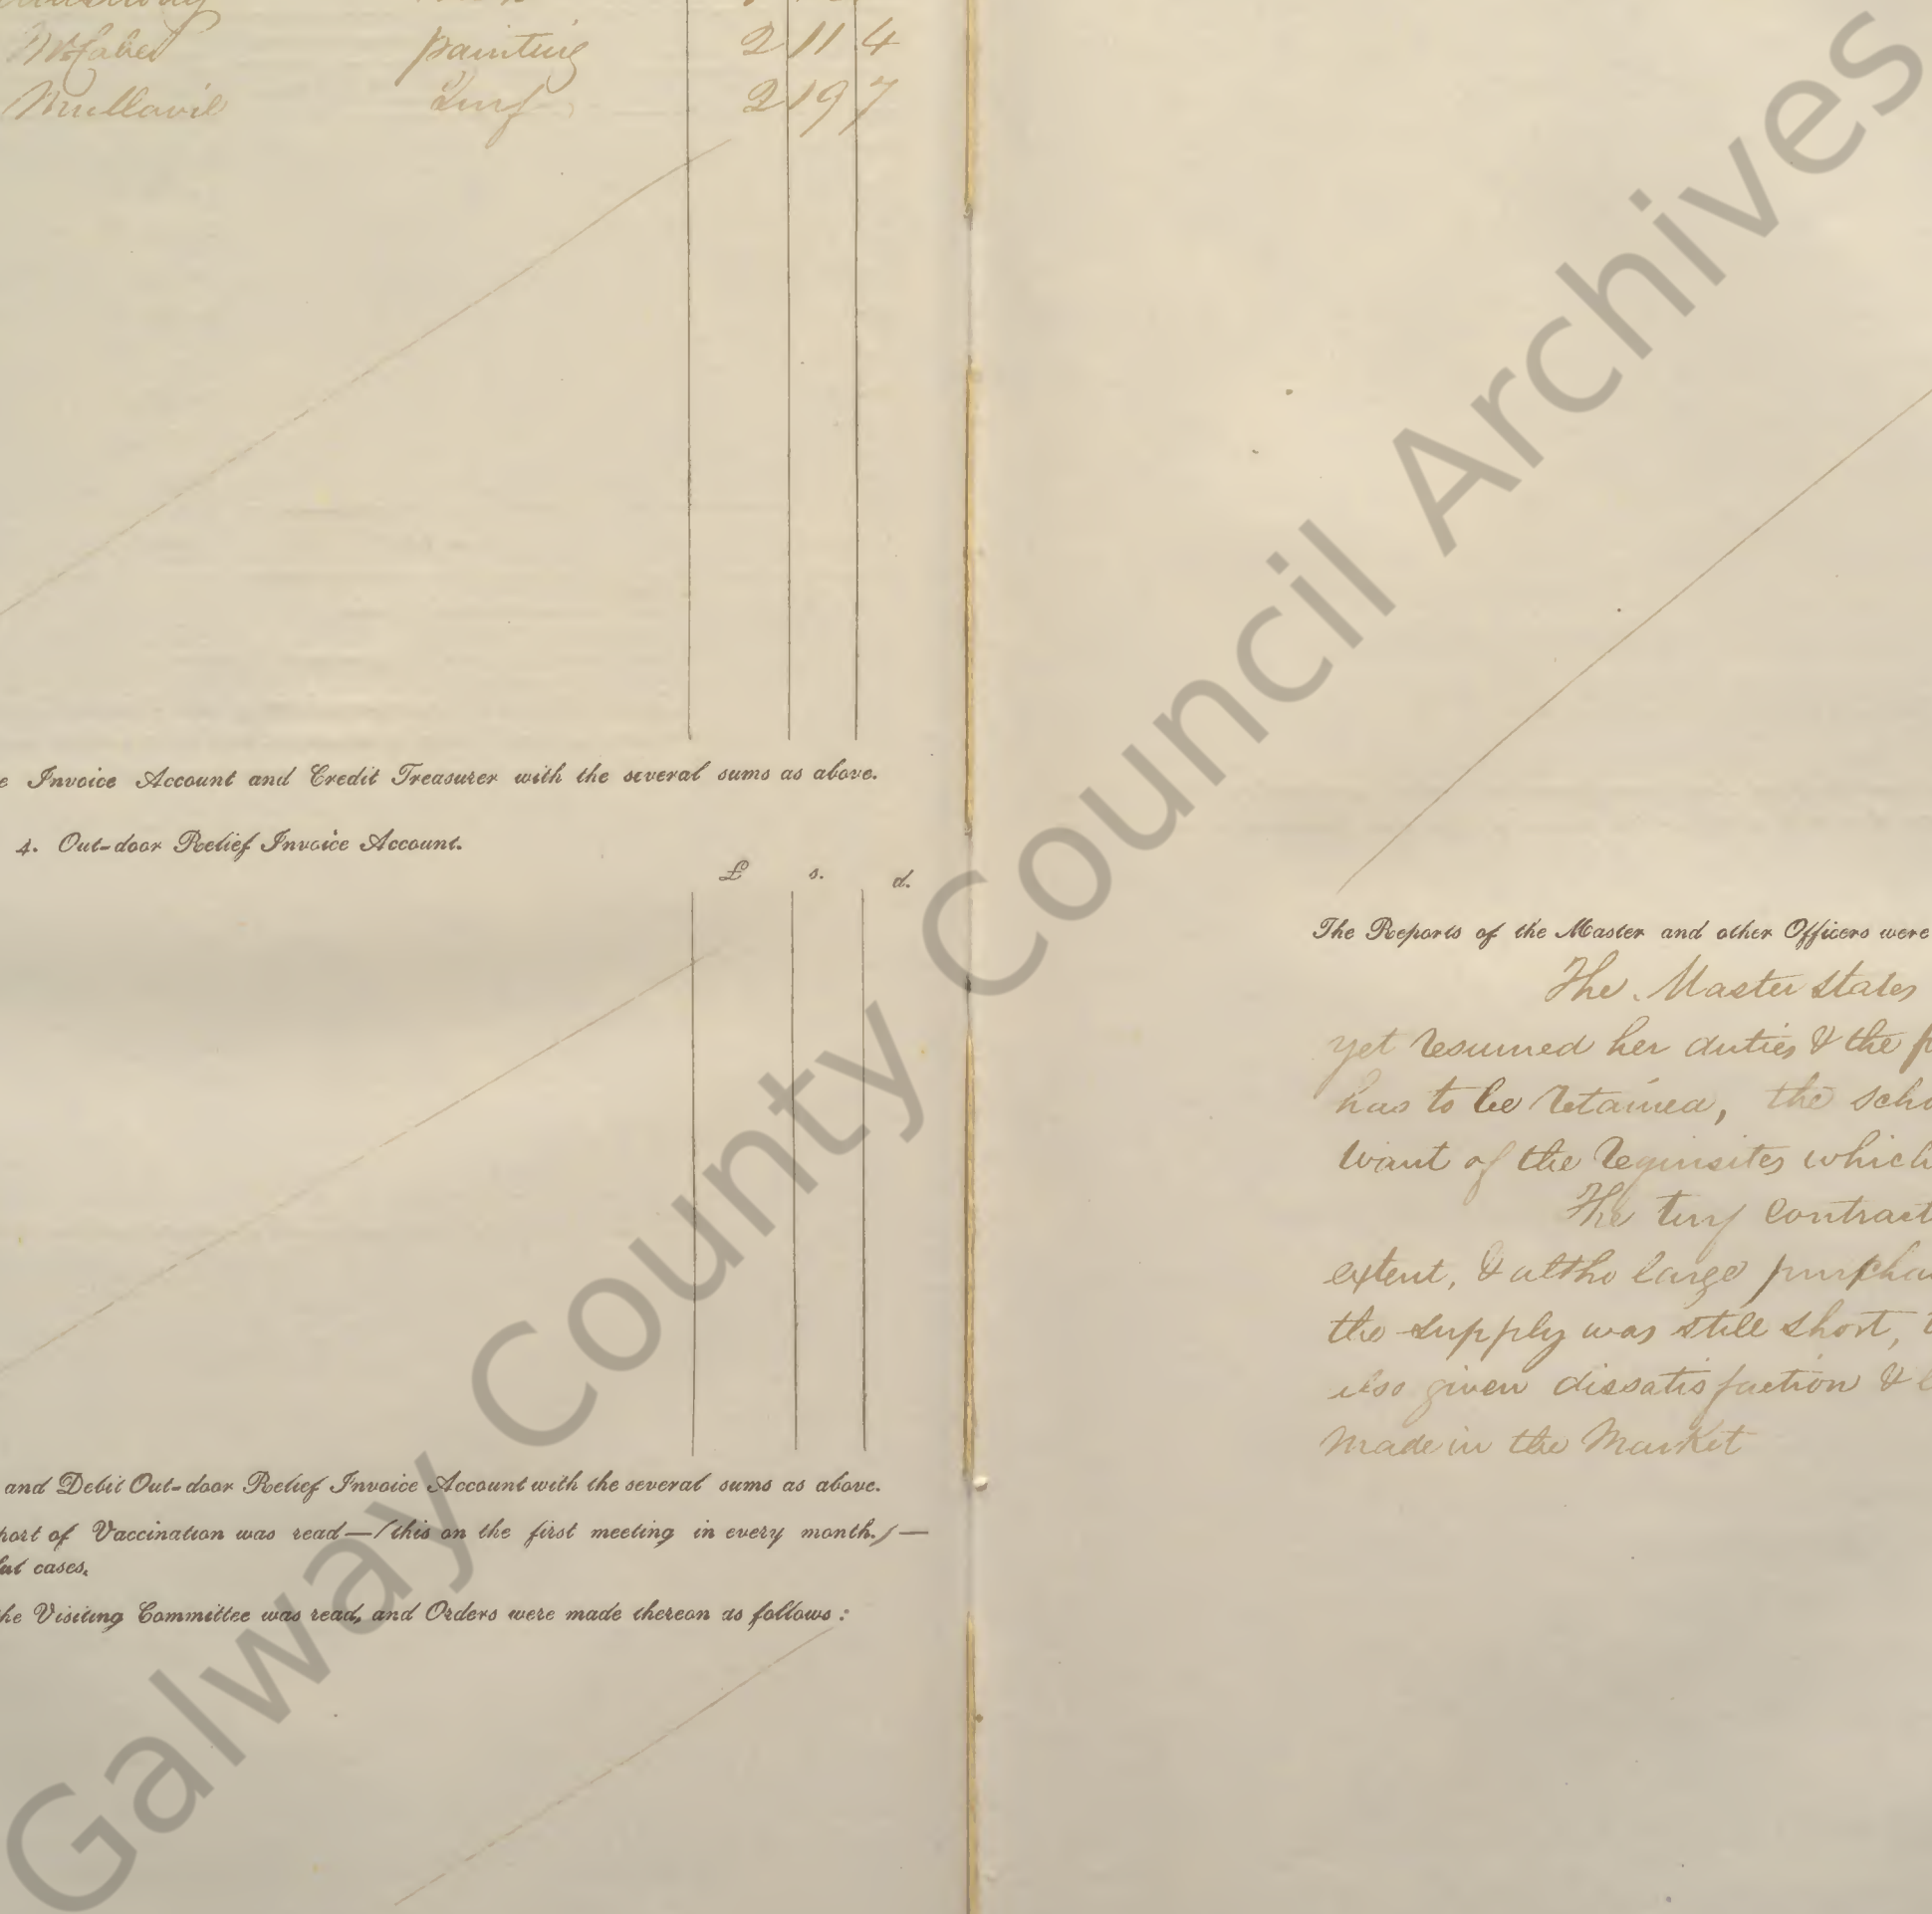 McCabe painting 2 11 4
Mullavil Turf 2 19 7
e Invoice Account and Credit Treasurer with the several sums as above.
4. Out-door Relief Invoice Account.
£ s. d.
and Debit Out-door Relief Invoice Account with the several sums as above.
port of Vaccination was read—(this on the first meeting in every month.)—
ful cases.
he Visiting Committee was read, and Orders were made thereon as follows:
The Reports of the Master and other Officers were
The Master states
yet resumed her duties & the p
has to be retained, the scho
want of the requisites which
The turf contract
extent, & altho large purcha
the supply was still short,
also given dissatisfaction &
made in the Market
Galway County Council Archives